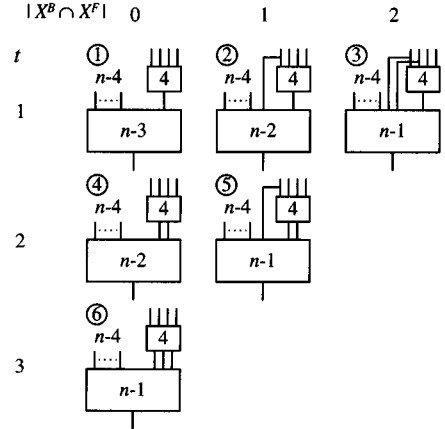 | X^B ∩ X^F | 0 1 2
t ① ② ③
n-4 n-4 n-4
4 4 4
1
n-3 n-2 n-1
④ ⑤
n-4 n-4
4 4
2
n-2 n-1
⑥
n-4
4
3
n-1